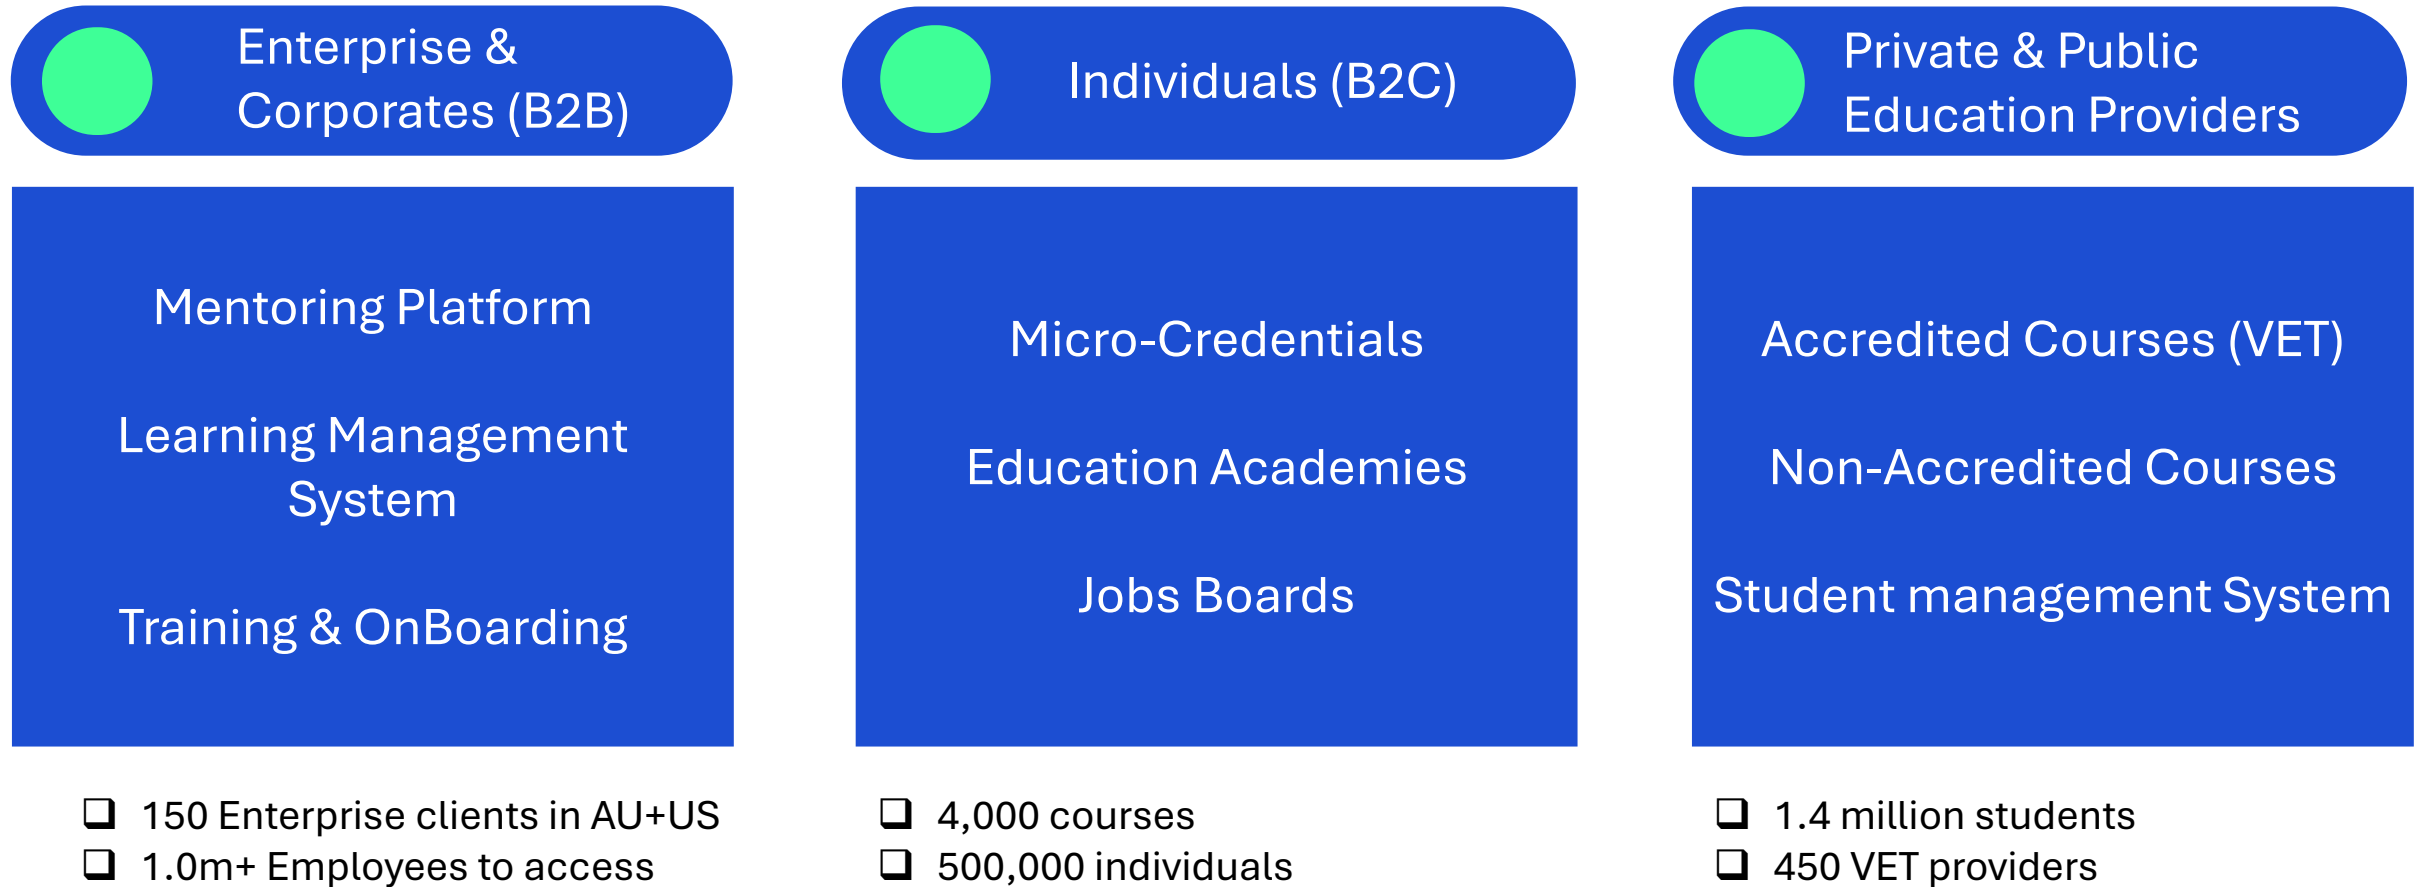 Enterprise &
Corporates (B2B)
Individuals (B2C)
Private & Public
Education Providers
Mentoring Platform
Learning Management
System
Training & OnBoarding
Micro-Credentials
Education Academies
Jobs Boards
Accredited Courses (VET)
Non-Accredited Courses
Student management System
150 Enterprise clients in AU+US
1.0m+ Employees to access
4,000 courses
500,000 individuals
1.4 million students
450 VET providers